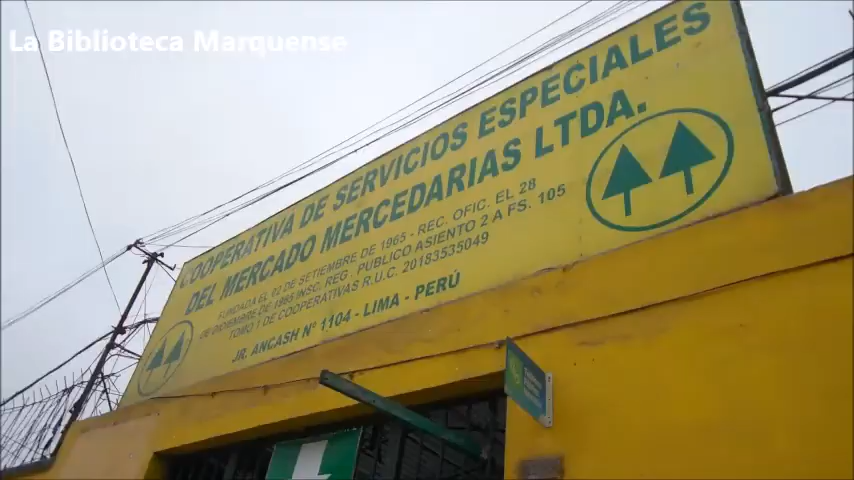 La Biblioteca Marquense
COOPERATIVA DE SERVICIOS ESPECIALES
DEL MERCADO MERCEDARIAS LTDA.
FUNDADA EL 12 DE SETIEMBRE DE 1965 - REC. OFIC. EL 28
DE DICIEMBRE DE 1965 INSC. REG. PUBLICO ASIENTO 2 A FS. 105
TOMO 1 DE COOPERATIVAS R.U.C. 20183535049
JR. ANCASH Nº 1104 - LIMA - PERÚ